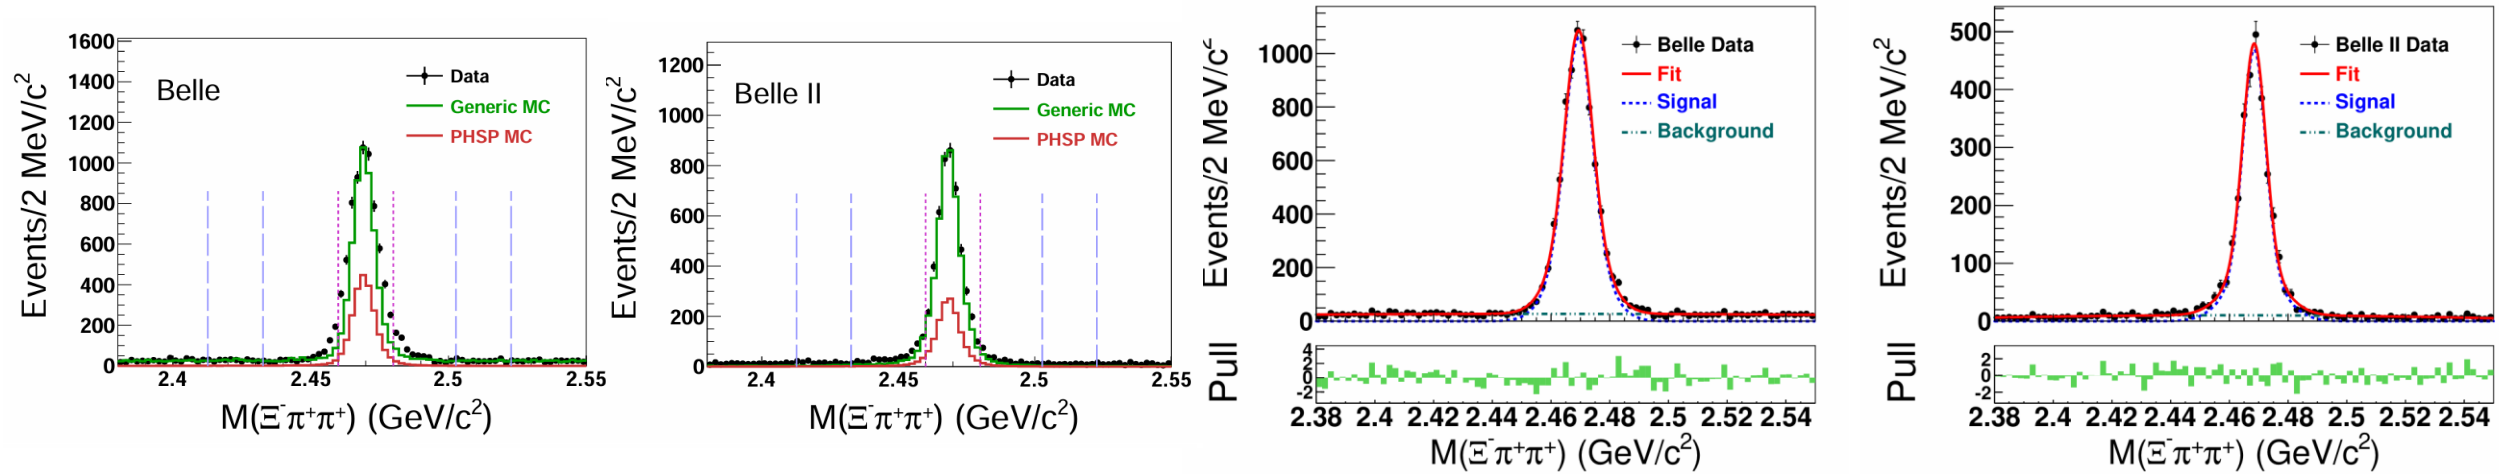 Events/2 MeV/c²
1600
1400
1200
1000
800
600
400
200
0
Belle
Data
Generic MC
PHSP MC
2.4 2.45 2.5 2.55
M(Ξ⁻π⁺π⁺) (GeV/c²)
Events/2 MeV/c²
1200
1000
800
600
400
200
0
Belle II
Data
Generic MC
PHSP MC
2.4 2.45 2.5 2.55
M(Ξ⁻π⁺π⁺) (GeV/c²)
Events/2 MeV/c²
1000
800
600
400
200
0
Belle Data
Fit
Signal
Background
Pull
4
2
0
-2
2.38 2.4 2.42 2.44 2.46 2.48 2.5 2.52 2.54
M(Ξ⁻π⁺π⁺) (GeV/c²)
Events/2 MeV/c²
500
400
300
200
100
0
Belle II Data
Fit
Signal
Background
Pull
2
0
-2
2.38 2.4 2.42 2.44 2.46 2.48 2.5 2.52 2.54
M(Ξ⁻π⁺π⁺) (GeV/c²)